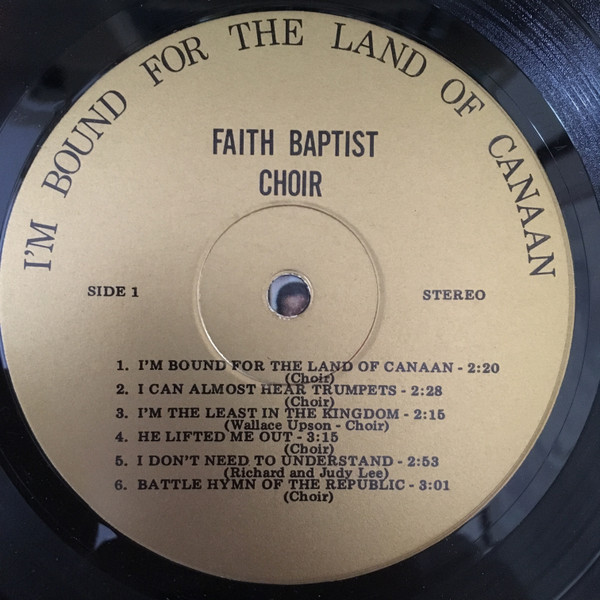 I'M BOUND FOR THE LAND OF CANAAN
FAITH BAPTIST
CHOIR
SIDE 1
STEREO
1. I'M BOUND FOR THE LAND OF CANAAN - 2:20
(Choir)
2. I CAN ALMOST HEAR TRUMPETS - 2:28
(Choir)
3. I'M THE LEAST IN THE KINGDOM - 2:15
(Wallace Upson - Choir)
4. HE LIFTED ME OUT - 3:15
(Choir)
5. I DON'T NEED TO UNDERSTAND - 2:53
(Richard and Judy Lee)
6. BATTLE HYMN OF THE REPUBLIC - 3:01
(Choir)